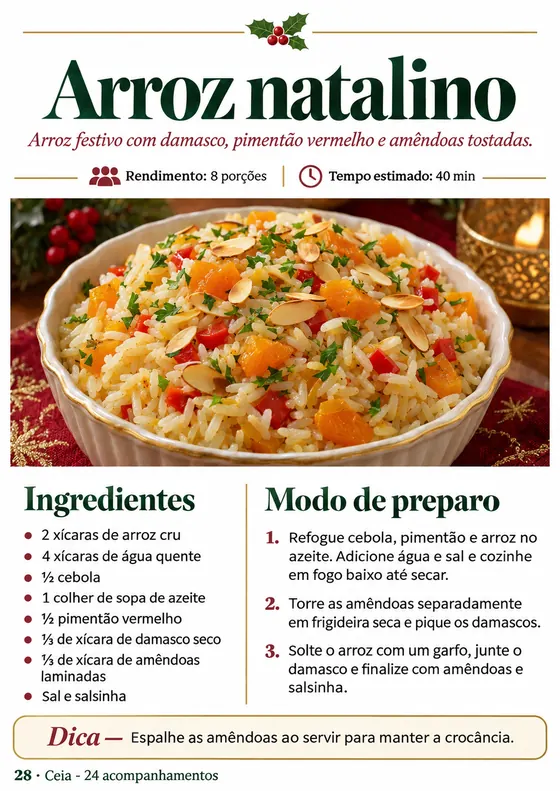 Arroz natalino
Arroz festivo com damasco, pimentão vermelho e amêndoas tostadas.
Rendimento: 8 porções
Tempo estimado: 40 min
Ingredientes
• 2 xícaras de arroz cru
• 4 xícaras de água quente
• ½ cebola
• 1 colher de sopa de azeite
• ½ pimentão vermelho
• ⅓ de xícara de damasco seco
• ⅓ de xícara de amêndoas
laminadas
• Sal e salsinha
Modo de preparo
1. Refogue cebola, pimentão e arroz no
azeite. Adicione água e sal e cozinhe
em fogo baixo até secar.
2. Torre as amêndoas separadamente
em frigideira seca e pique os damascos.
3. Solte o arroz com um garfo, junte o
damasco e finalize com amêndoas e
salsinha.
Dica — Espalhe as amêndoas ao servir para manter a crocância.
28 · Ceia - 24 acompanhamentos